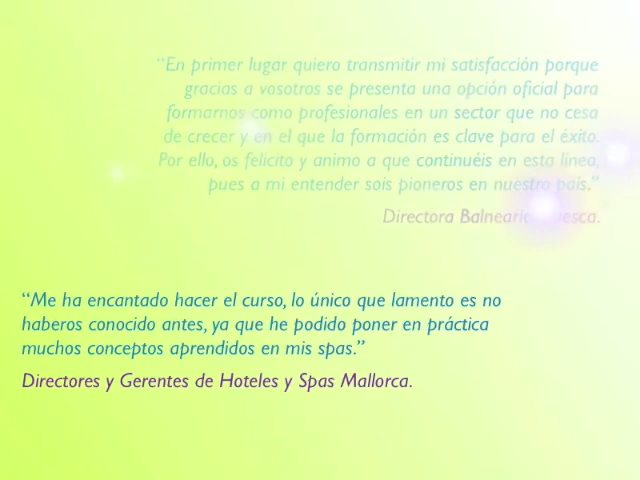 “En primer lugar quiero transmitir mi satisfacción porque
gracias a vosotros se presenta una opción oficial para
formarnos como profesionales en un sector que no cesa
de crecer y en el que la formación es clave para el éxito.
Por ello, os felicito y animo a que continuéis en esta línea,
pues a mi entender sois pioneros en nuestro país.”
Directora
“Me ha encantado hacer el curso, lo único que lamento es no
haberos conocido antes, ya que he podido poner en práctica
muchos conceptos aprendidos en mis spas.”
Directores y Gerentes de Hoteles y Spas Mallorca.